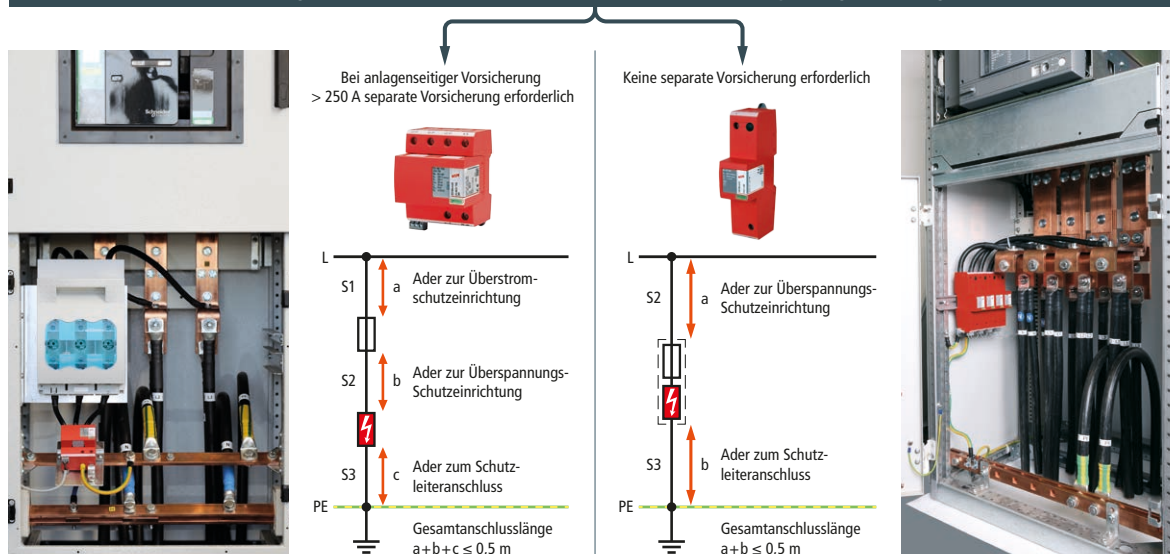 Bei anlagenseitiger Vorsicherung
> 250 A separate Vorsicherung erforderlich
L
S1
a
Ader zur Überstrom-
schutzeinrichtung
S2
b
Ader zur Überspannungs-
Schutzeinrichtung
S3
c
Ader zum Schutz-
leiteranschluss
PE
Gesamtanschlusslänge
a+b+c ≤ 0,5 m
Keine separate Vorsicherung erforderlich
L
S2
a
Ader zur Überspannungs-
Schutzeinrichtung
S3
b
Ader zum Schutz-
leiteranschluss
PE
Gesamtanschlusslänge
a+b ≤ 0,5 m